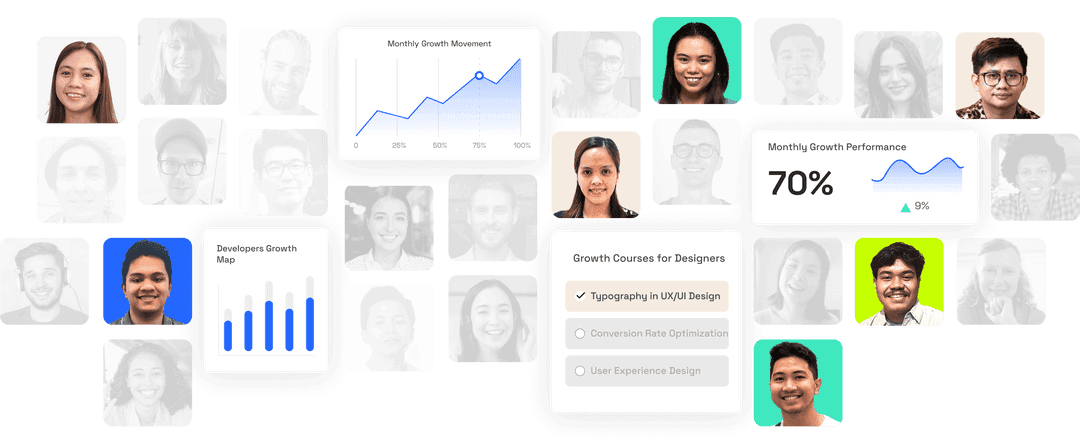 Monthly Growth Movement
0 25% 50% 75% 100%
Monthly Growth Performance
70%
9%
Developers Growth
Map
Growth Courses for Designers
Typography in UX/UI Design
Conversion Rate Optimization
User Experience Design